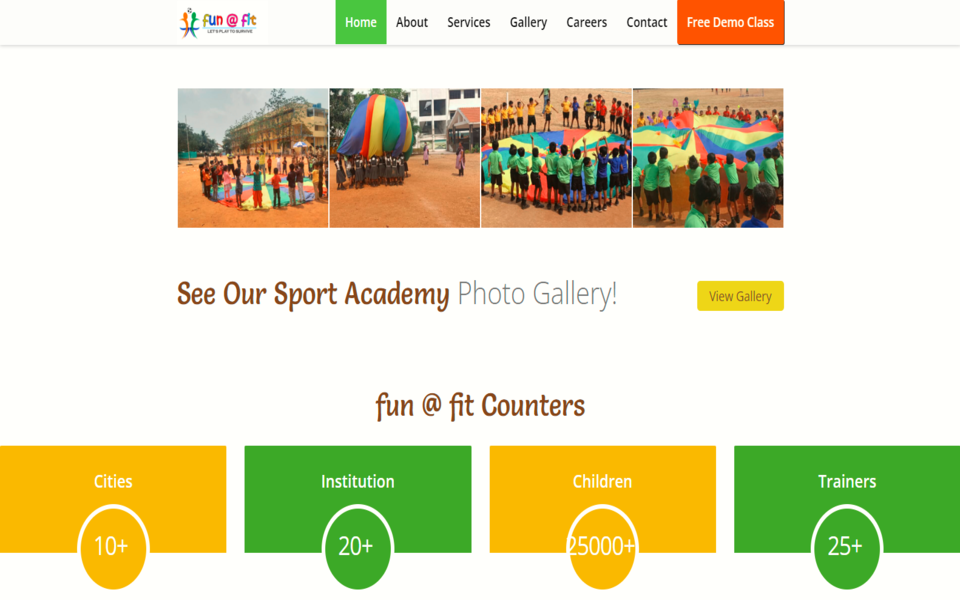 fun @ fit
LET'S PLAY TO SURVIVE
Home About Services Gallery Careers Contact Free Demo Class
See Our Sport Academy Photo Gallery!
View Gallery
fun @ fit Counters
Cities Institution Children Trainers
10+ 20+ 25000+ 25+